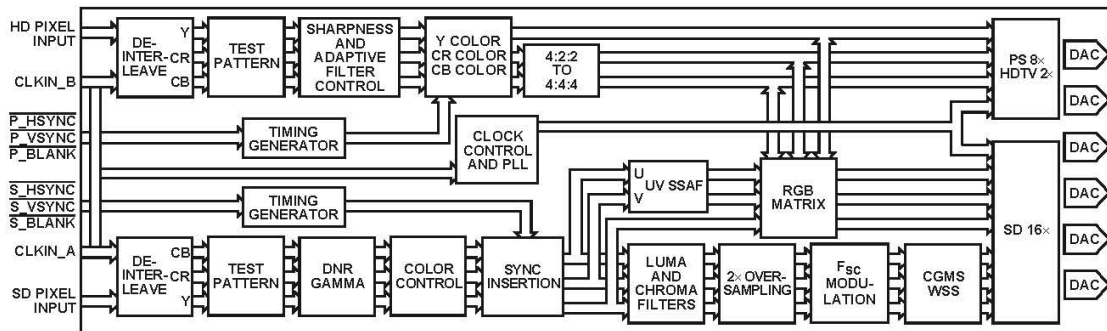 HD PIXEL
INPUT
CLKIN_B
P_HSYNC
P_VSYNC
P_BLANK
S_HSYNC
S_VSYNC
S_BLANK
CLKIN_A
SD PIXEL
INPUT
DE-
INTER-
LEAVE
Y
CR
CB
TEST
PATTERN
SHARPNESS
AND
ADAPTIVE
FILTER
CONTROL
Y COLOR
CR COLOR
CB COLOR
4:2:2
TO
4:4:4
PS 8×
HDTV 2×
TIMING
GENERATOR
CLOCK
CONTROL
AND PLL
TIMING
GENERATOR
U
UV SSAF
V
RGB
MATRIX
SD 16×
DE-
INTER-
LEAVE
CB
CR
Y
TEST
PATTERN
DNR
GAMMA
COLOR
CONTROL
SYNC
INSERTION
LUMA
AND
CHROMA
FILTERS
2× OVER-
SAMPLING
FSC
MODU-
LATION
CGMS
WSS
DAC
DAC
DAC
DAC
DAC
DAC